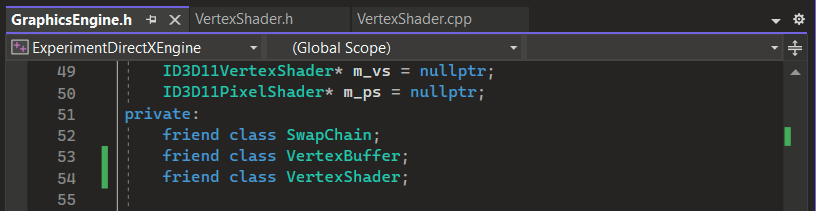 GraphicsEngine.h VertexShader.h VertexShader.cpp
ExperimentDirectXEngine (Global Scope)
49 ID3D11VertexShader* m_vs = nullptr;
50 ID3D11PixelShader* m_ps = nullptr;
51 private:
52 friend class SwapChain;
53 friend class VertexBuffer;
54 friend class VertexShader;
55